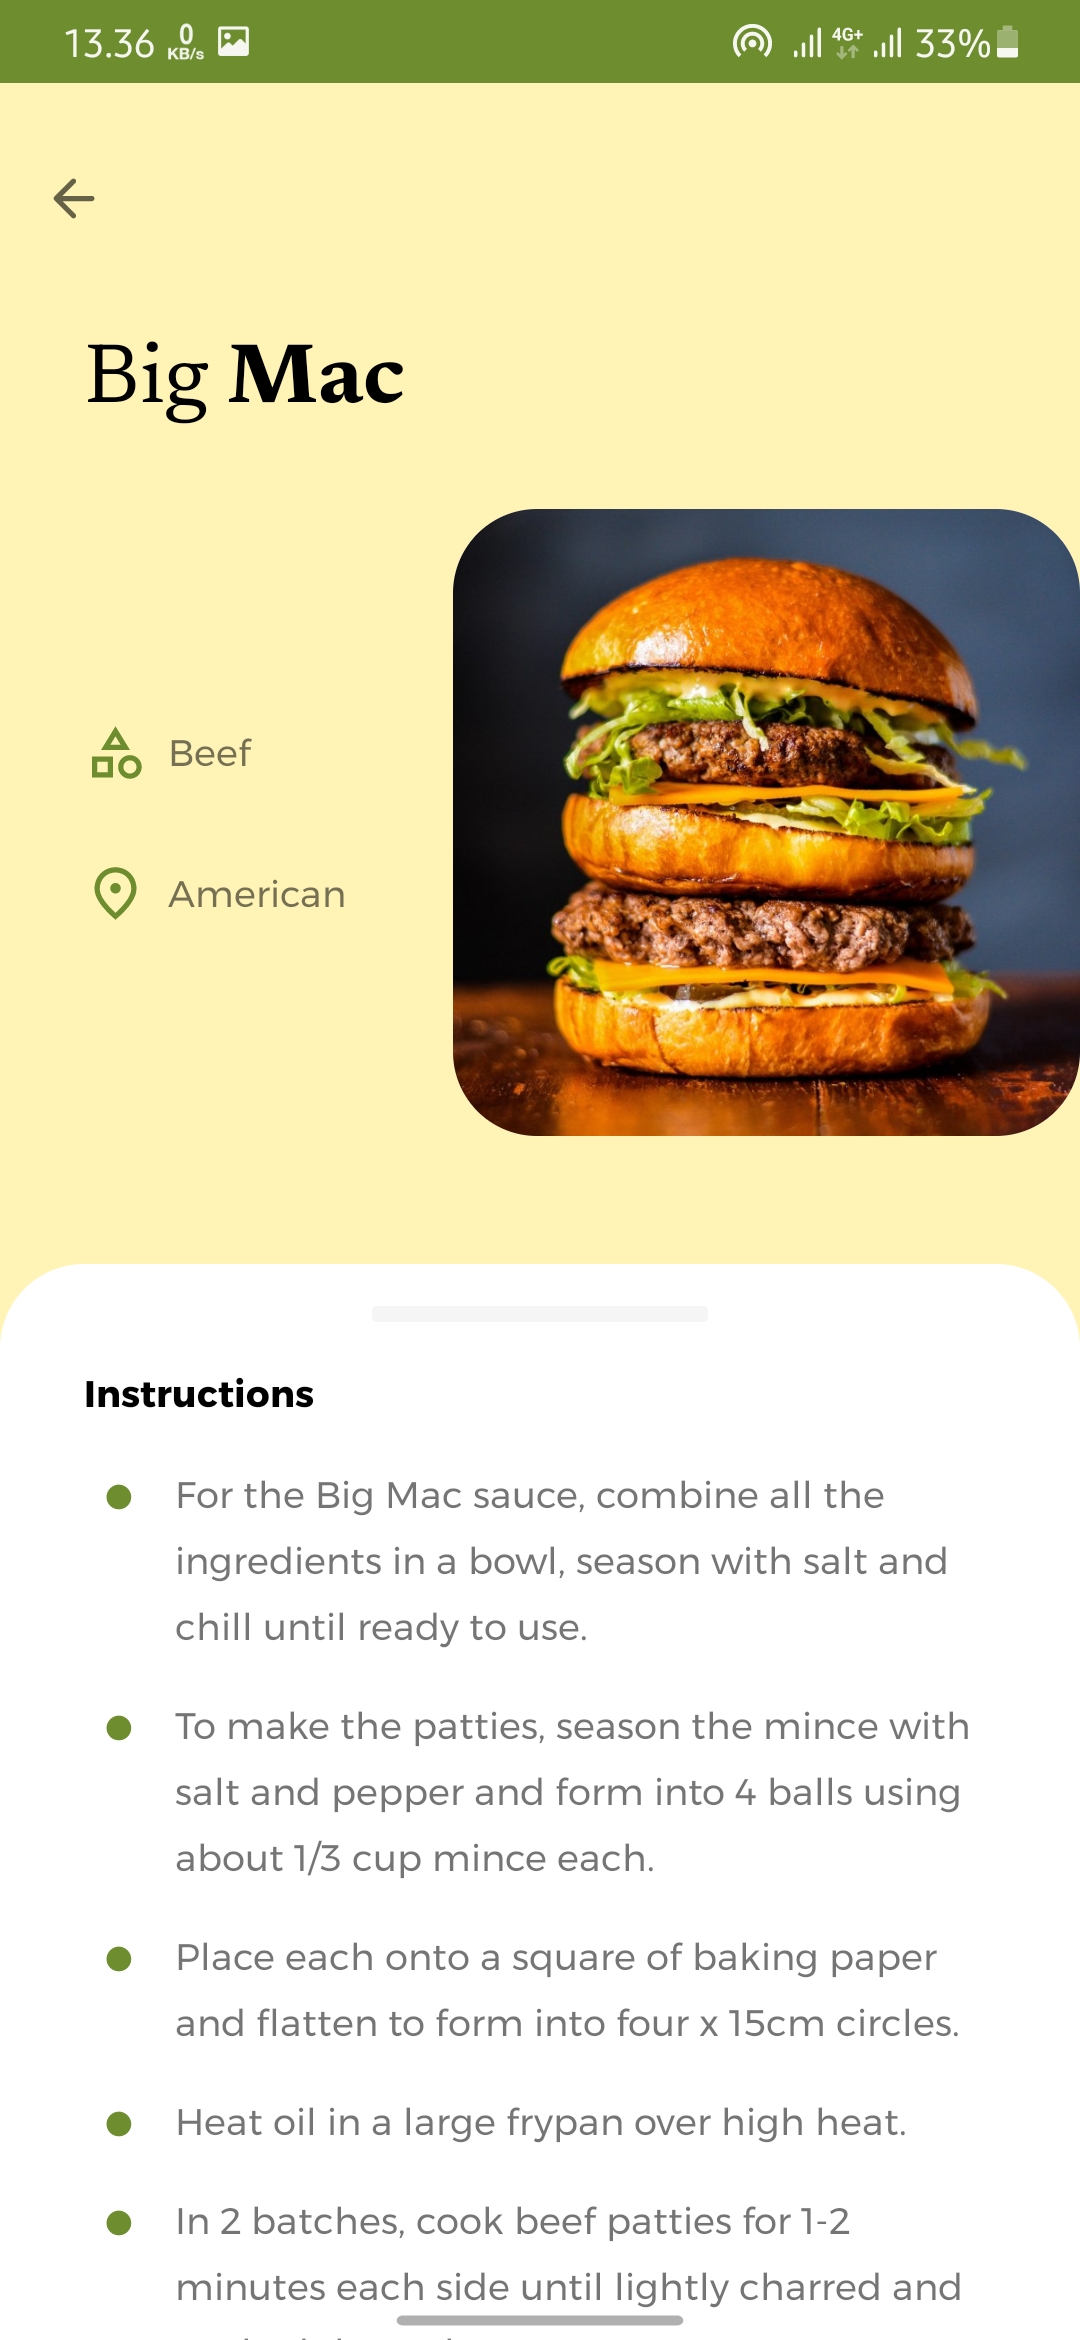 13.36 0 KB/s 4G+ 33%
Big Mac
Beef
American
Instructions
For the Big Mac sauce, combine all the
ingredients in a bowl, season with salt and
chill until ready to use.
To make the patties, season the mince with
salt and pepper and form into 4 balls using
about 1/3 cup mince each.
Place each onto a square of baking paper
and flatten to form into four x 15cm circles.
Heat oil in a large frypan over high heat.
In 2 batches, cook beef patties for 1-2
minutes each side until lightly charred and